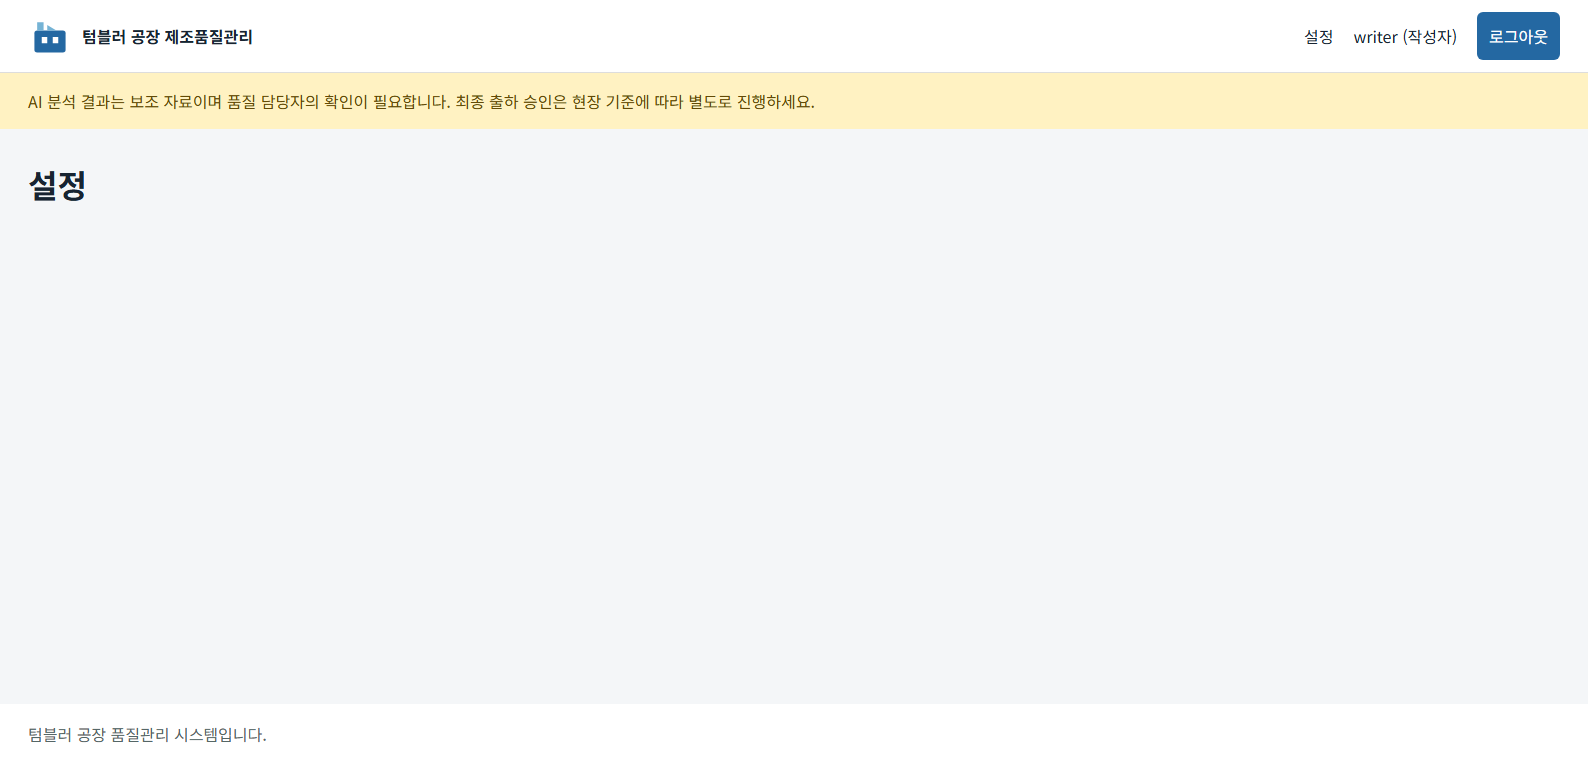 텀블러 공장 제조품질관리
설정 writer (작성자) 로그아웃
AI 분석 결과는 보조 자료이며 품질 담당자의 확인이 필요합니다. 최종 출하 승인은 현장 기준에 따라 별도로 진행하세요.
설정
텀블러 공장 품질관리 시스템입니다.